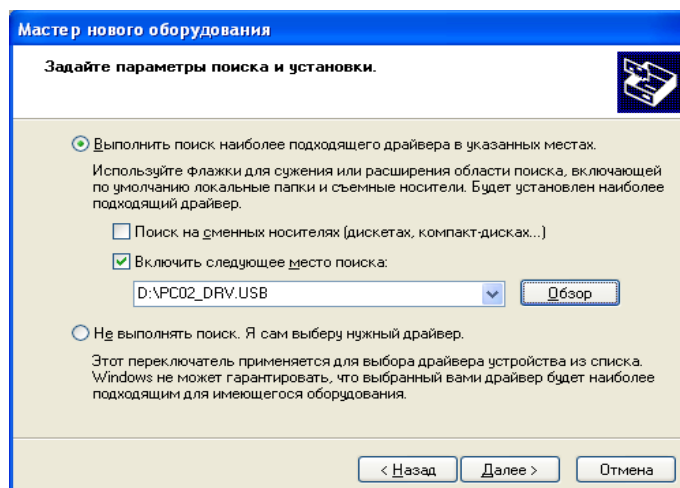 Мастер нового оборудования
Задайте параметры поиска и установки.
Выполнить поиск наиболее подходящего драйвера в указанных местах.
Используйте флажки для сужения или расширения области поиска, включающей
по умолчанию локальные папки и съемные носители. Будет установлен наиболее
подходящий драйвер.
Поиск на сменных носителях (дискетах, компакт-дисках...)
Включить следующее место поиска:
D:\PC02_DRV.USB
Обзор
Не выполнять поиск. Я сам выберу нужный драйвер.
Этот переключатель применяется для выбора драйвера устройства из списка.
Windows не может гарантировать, что выбранный вами драйвер будет наиболее
подходящим для имеющегося оборудования.
< Назад Далее > Отмена